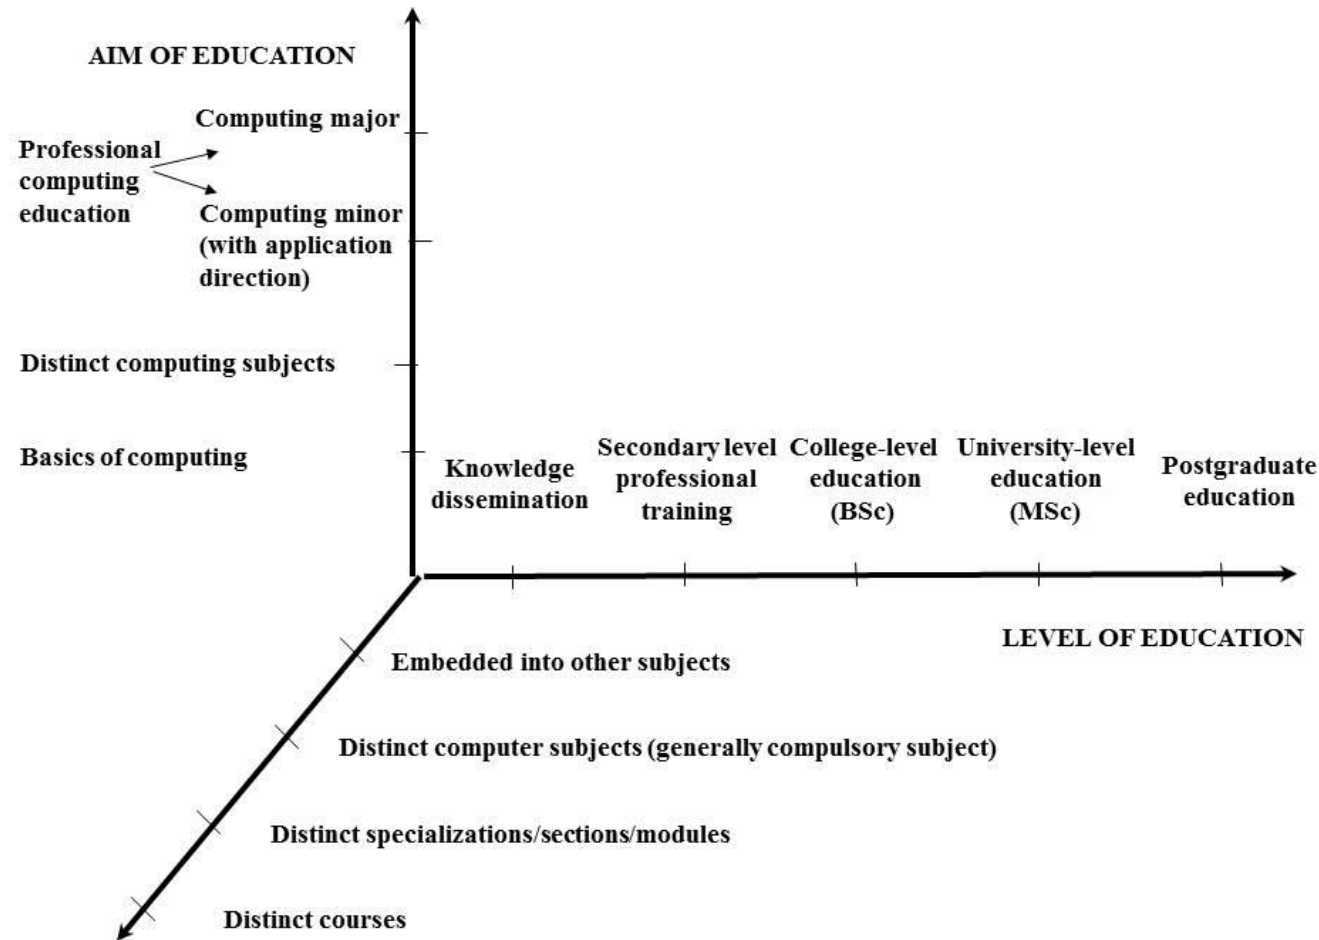 AIM OF EDUCATION
Computing major
Professional
computing
education
Computing minor
(with application
direction)
Distinct computing subjects
Basics of computing
Knowledge
dissemination
Secondary level
professional
training
College-level
education
(BSc)
University-level
education
(MSc)
Postgraduate
education
LEVEL OF EDUCATION
Embedded into other subjects
Distinct computer subjects (generally compulsory subject)
Distinct specializations/sections/modules
Distinct courses